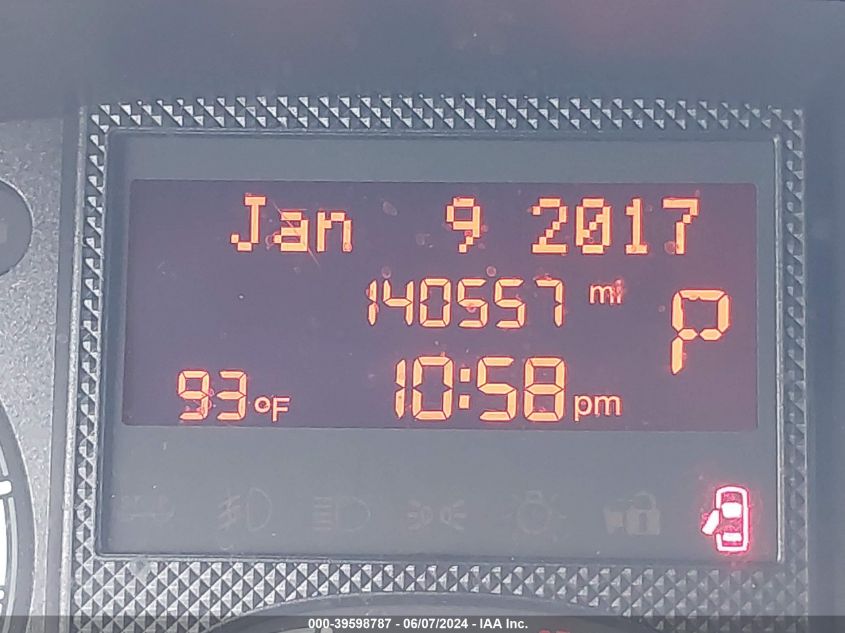 Jan 9 2017
140557 mi
P
93°F 10:58 pm
000-39598787 - 06/07/2024 - IAA Inc.